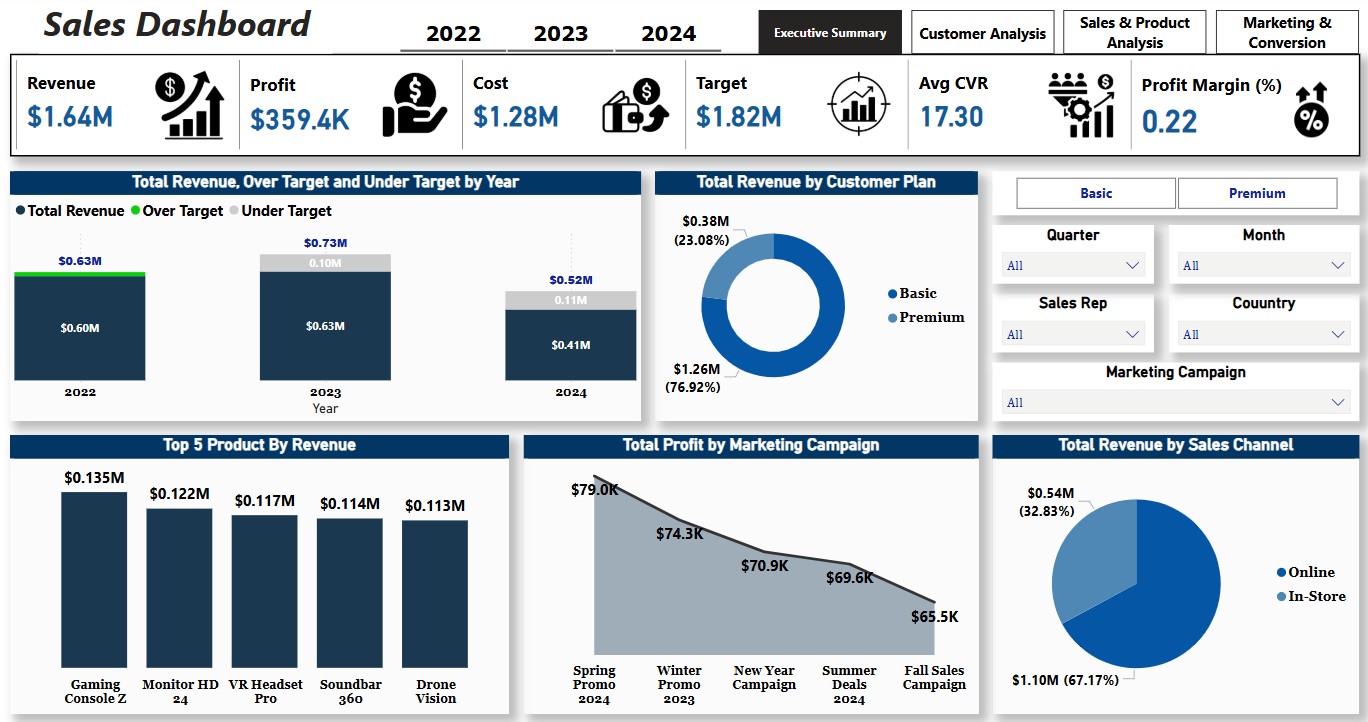 Sales Dashboard
2022
2023
2024
Executive Summary
Customer Analysis
Sales & Product
Analysis
Marketing &
Conversion
Revenue
$1.64M
Profit
$359.4K
Cost
$1.28M
Target
$1.82M
Avg CVR
17.30
Profit Margin (%)
0.22
Total Revenue, Over Target and Under Target by Year
Total Revenue
Over Target
Under Target
$0.63M
$0.60M
2022
$0.73M
0.10M
$0.63M
2023
$0.52M
0.11M
$0.41M
2024
Year
Total Revenue by Customer Plan
$0.38M
(23.08%)
$1.26M
(76.92%)
Basic
Premium
Basic
Premium
Quarter
All
Month
All
Sales Rep
All
Couuntry
All
Marketing Campaign
All
Top 5 Product By Revenue
$0.135M
$0.122M
$0.117M
$0.114M
$0.113M
Gaming
Console Z
Monitor HD
24
VR Headset
Pro
Soundbar
360
Drone
Vision
Total Profit by Marketing Campaign
$79.0K
$74.3K
$70.9K
$69.6K
$65.5K
Spring
Promo
2024
Winter
Promo
2023
New Year
Campaign
Summer
Deals
2024
Fall Sales
Campaign
Total Revenue by Sales Channel
$0.54M
(32.83%)
$1.10M (67.17%)
Online
In-Store